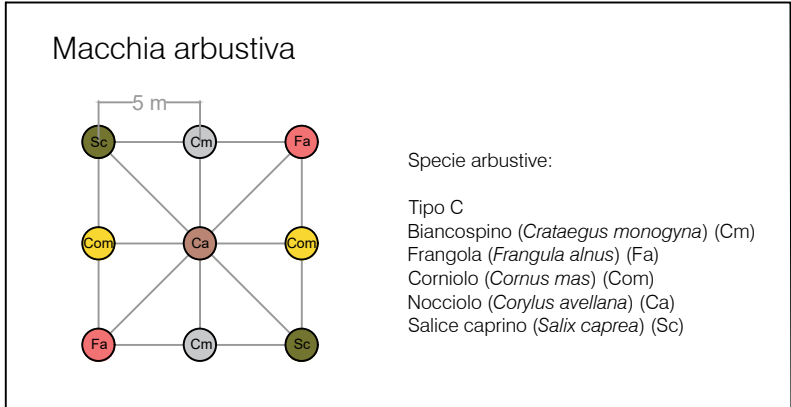 Macchia arbustiva
5 m
Sc Cm Fa
Com Ca Com
Fa Cm Sc
Specie arbustive:
Tipo C
Biancospino (Crataegus monogyna) (Cm)
Frangola (Frangula alnus) (Fa)
Corniolo (Cornus mas) (Com)
Nocciolo (Corylus avellana) (Ca)
Salice caprino (Salix caprea) (Sc)